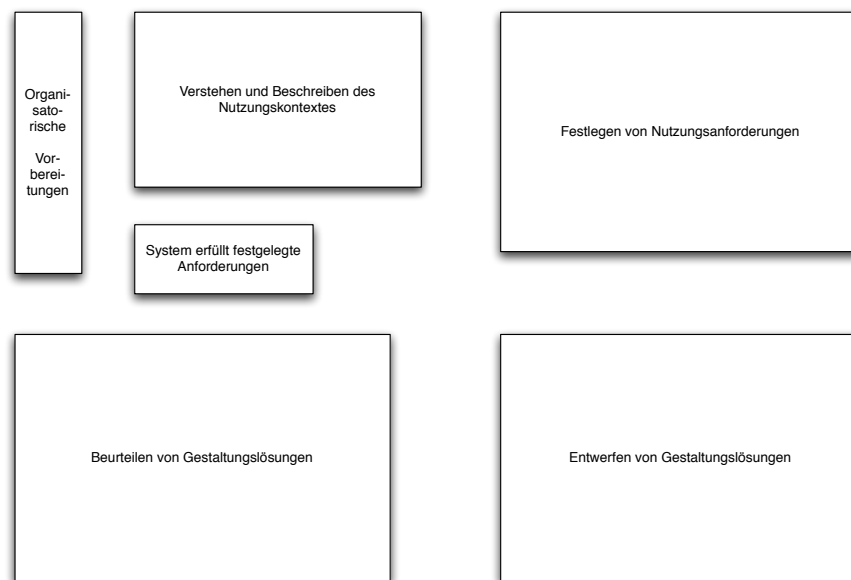 Organi-
sato-
rische
Vor-
berei-
tungen
Verstehen und Beschreiben des
Nutzungskontextes
Festlegen von Nutzungsanforderungen
System erfüllt festgelegte
Anforderungen
Beurteilen von Gestaltungslösungen
Entwerfen von Gestaltungslösungen